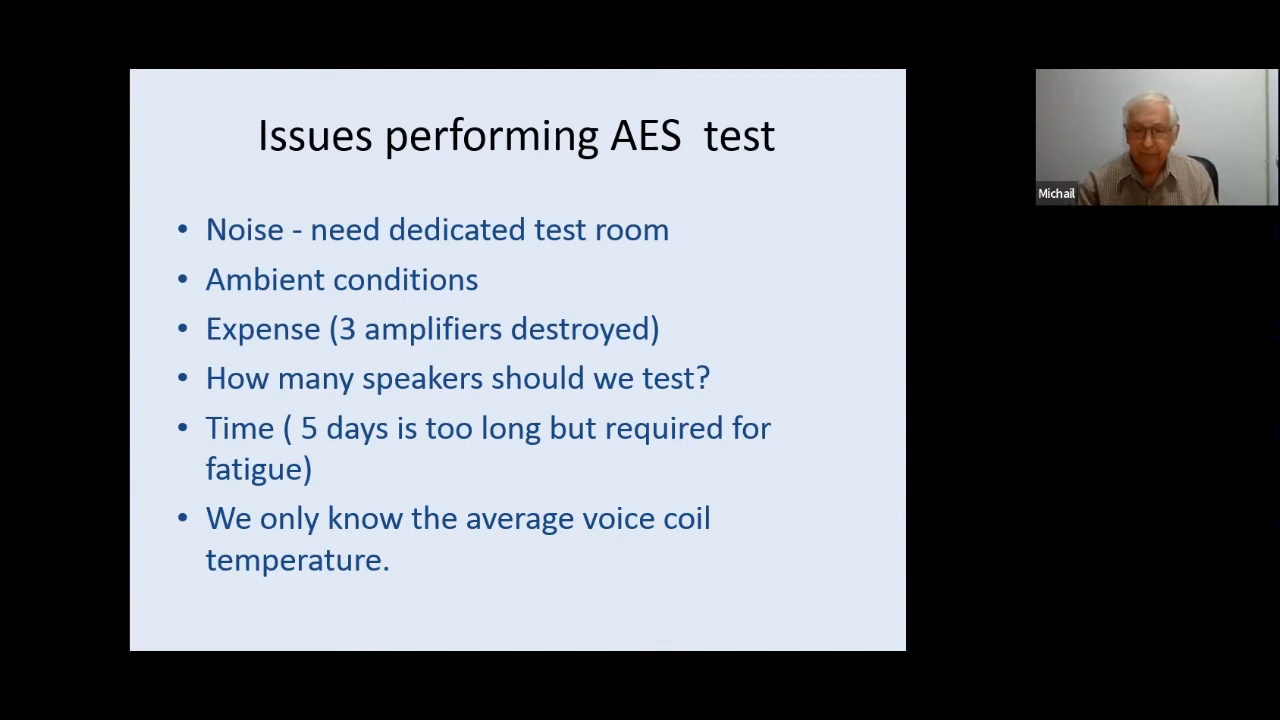 Issues performing AES  test
• Noise - need dedicated test room
• Ambient conditions
• Expense (3 amplifiers destroyed)
• How many speakers should we test?
• Time ( 5 days is too long but required for
fatigue)
• We only know the average voice coil
temperature.
Michail